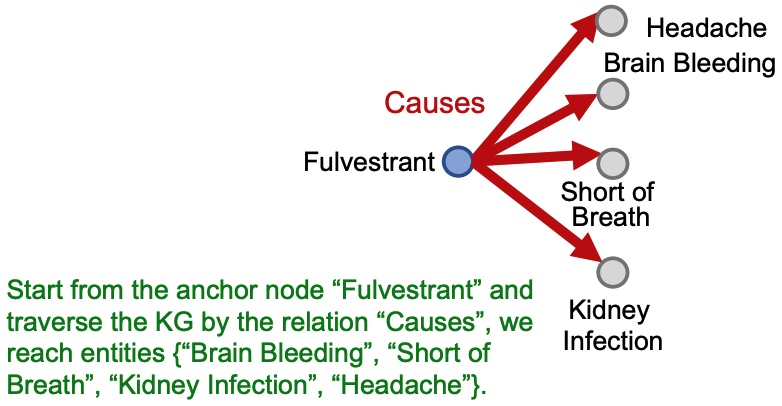 Headache
Brain Bleeding
Causes
Fulvestrant
Short of
Breath
Kidney
Infection
Start from the anchor node “Fulvestrant” and
traverse the KG by the relation “Causes”, we
reach entities {“Brain Bleeding”, “Short of
Breath”, “Kidney Infection”, “Headache”}.